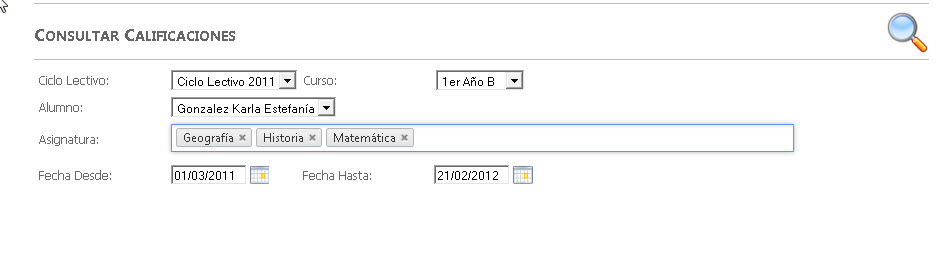 CONSULTAR CALIFICACIONES
Ciclo Lectivo: Ciclo Lectivo 2011 Curso: 1er Año B
Alumno: Gonzalez Karla Estefanía
Asignatura: Geografía × Historia × Matemática ×
Fecha Desde: 01/03/2011 Fecha Hasta: 21/02/2012